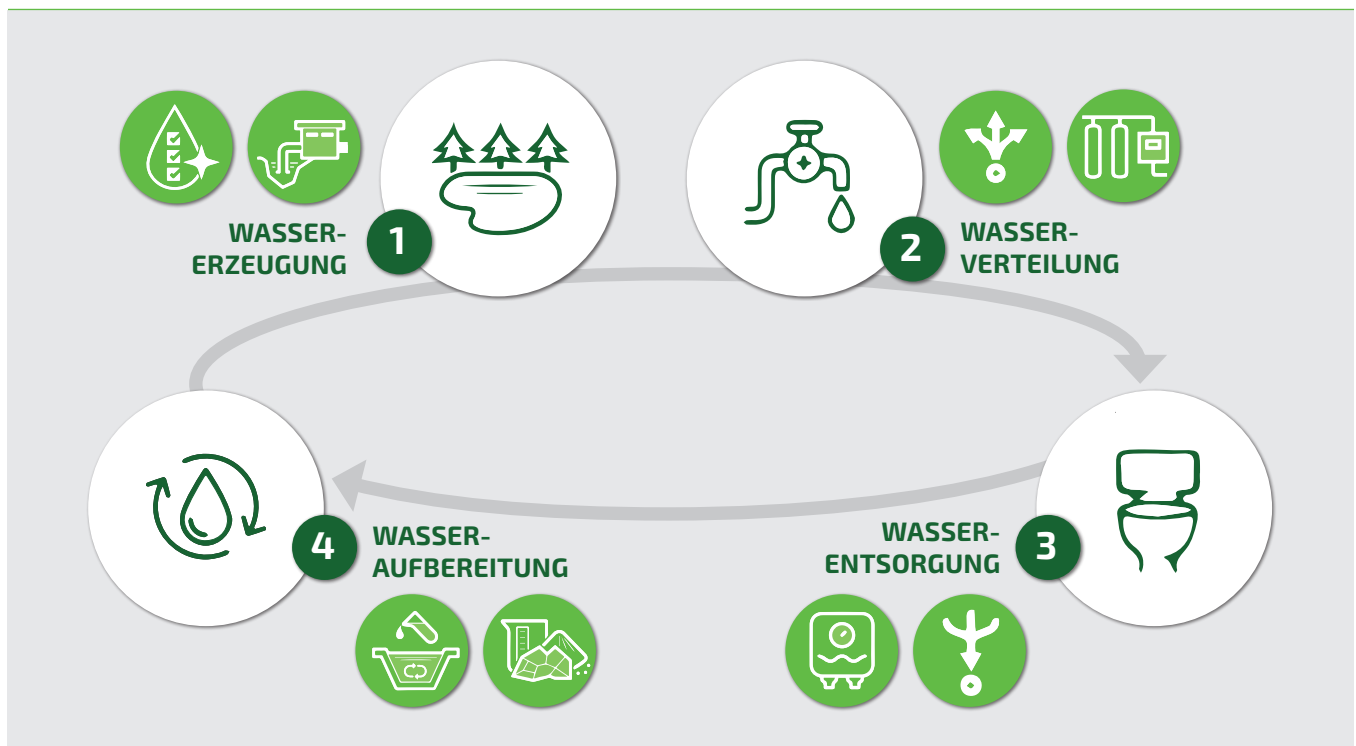 1
WASSER-
ERZEUGUNG
2
WASSER-
VERTEILUNG
3
WASSER-
ENTSORGUNG
4
WASSER-
AUFBEREITUNG